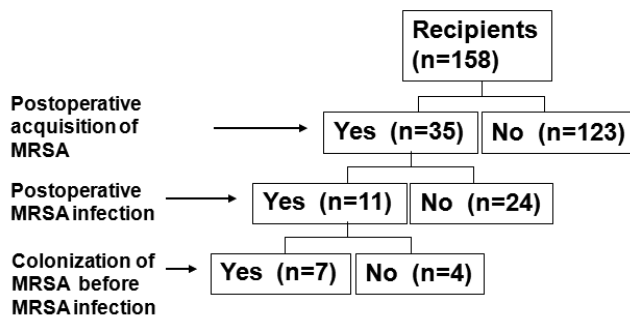 Recipients
(n=158)
Postoperative
acquisition of
MRSA
Yes (n=35)
No (n=123)
Postoperative
MRSA infection
Yes (n=11)
No (n=24)
Colonization of
MRSA before
MRSA infection
Yes (n=7)
No (n=4)